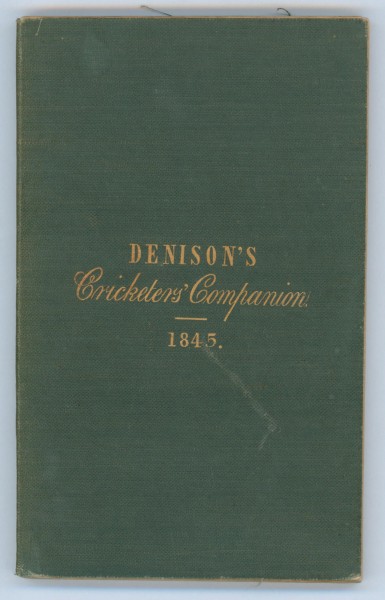 DENISON'S
Cricketers' Companion.
1845.